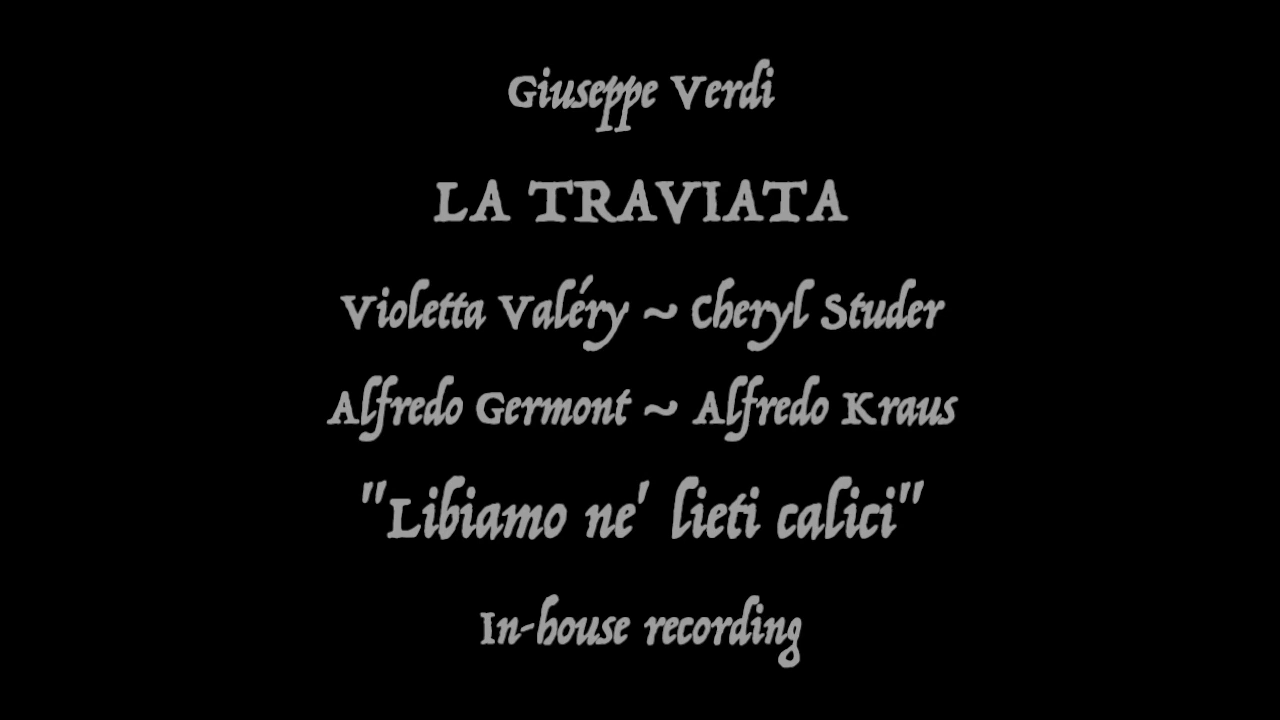 Giuseppe Verdi
LA TRAVIATA
Violetta Valéry ~ Cheryl Studer
Alfredo Germont ~ Alfredo Kraus
"Libiamo ne' lieti calici"
In-house recording